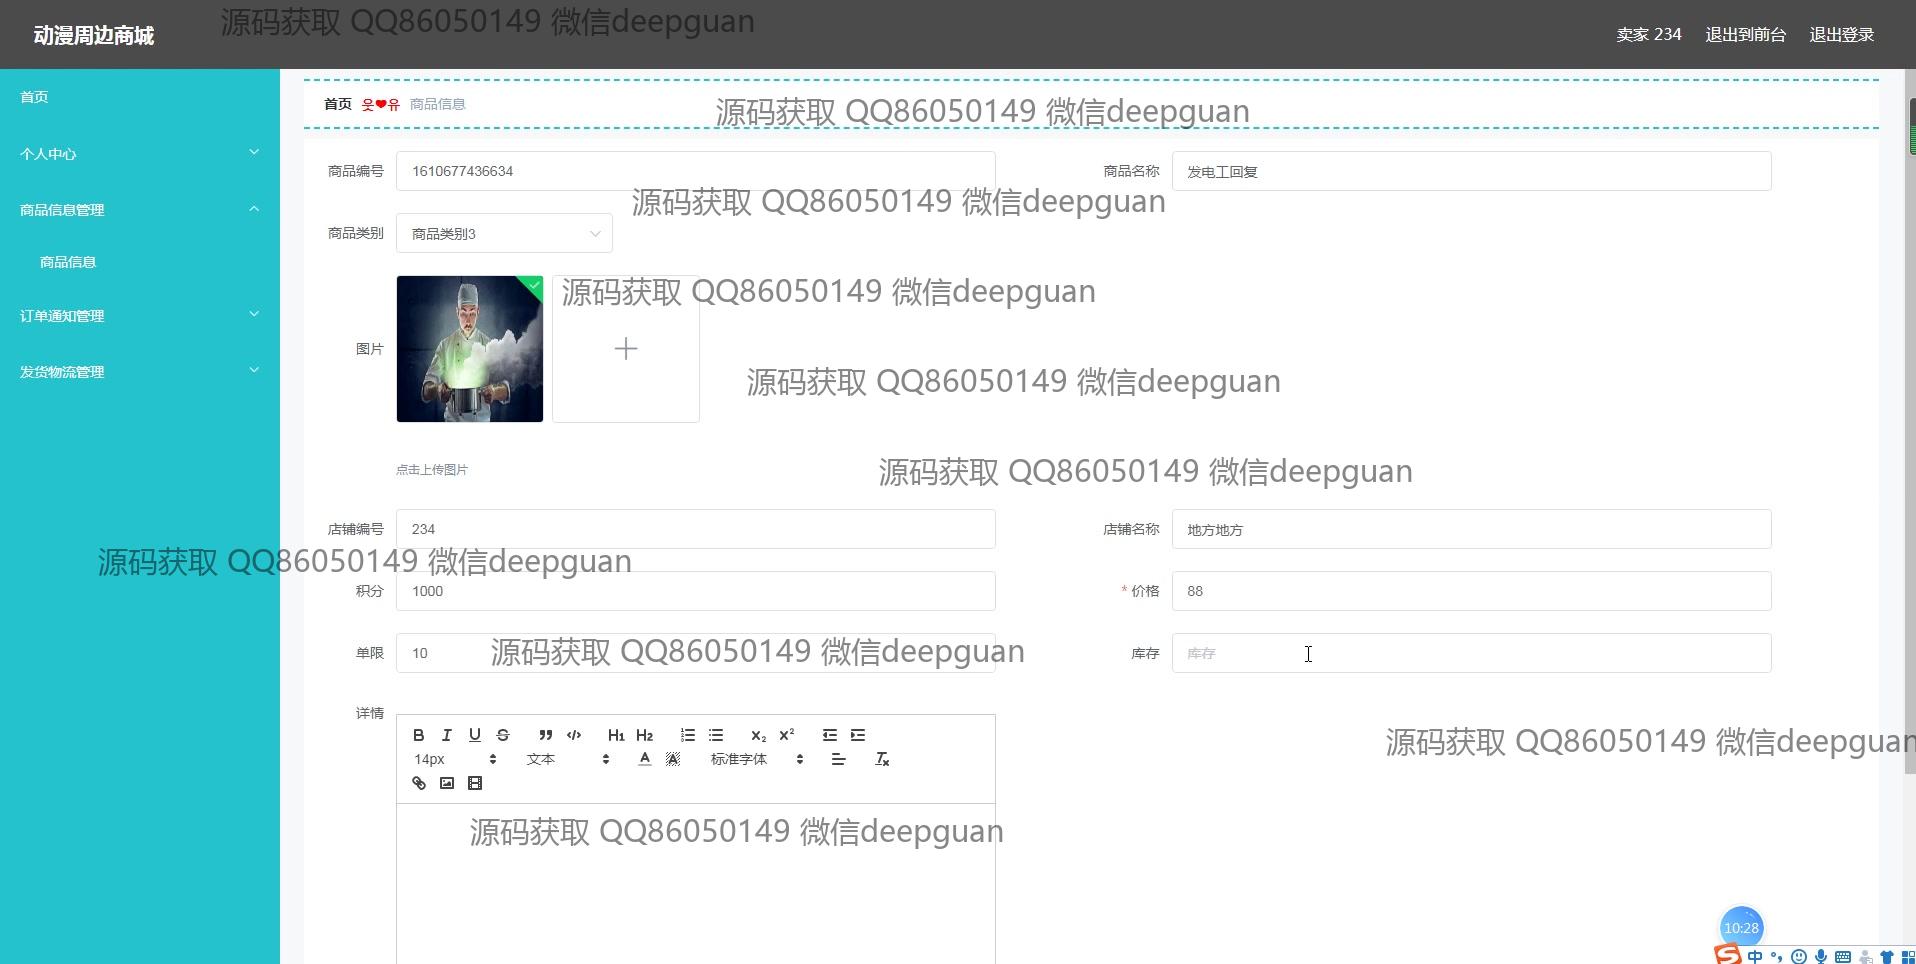 动漫周边商城
源码获取 QQ86050149 微信deepguan
卖家 234
退出到前台
退出登录
首页
个人中心
商品信息管理
商品信息
订单通知管理
发货物流管理
首页 웃❤유 商品信息
源码获取 QQ86050149 微信deepguan
商品编号 1610677436634
商品名称 发电工回复
源码获取 QQ86050149 微信deepguan
商品类别 商品类别3
源码获取 QQ86050149 微信deepguan
图片
源码获取 QQ86050149 微信deepguan
点击上传图片
源码获取 QQ86050149 微信deepguan
店铺编号 234
店铺名称 地方地方
源码获取 QQ86050149 微信deepguan
积分 1000
* 价格 88
单限 10
源码获取 QQ86050149 微信deepguan
库存 库存
详情
B I U S ” </> H1 H2 x₂ x²
14px 文本 A A 标准字体 Tx
源码获取 QQ86050149 微信deepguan
源码获取 QQ86050149 微信deepguan
10:28
S 中